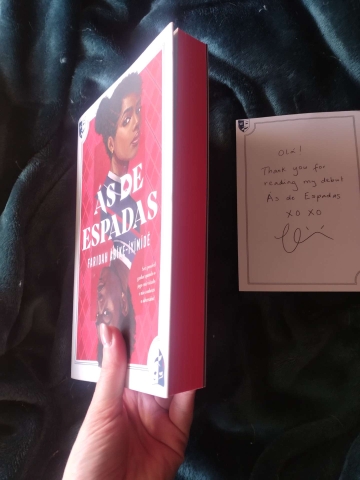 AS DE
ESPADAS
FARIDAH ÀBÍKÉ-ÍYÍMÍDÉ
OLá!
Thank you for
reading my debut
As de Espadas
XO XO